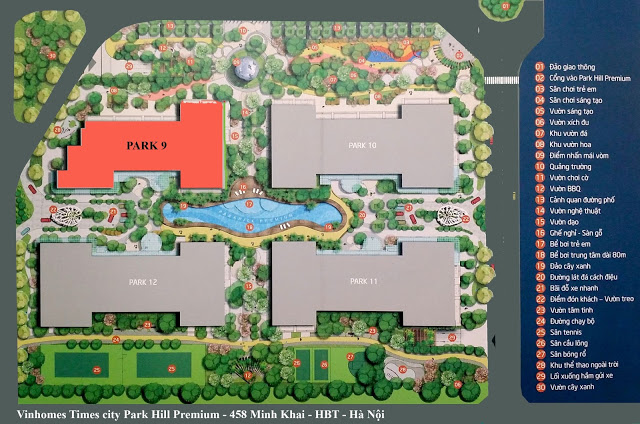 PARK 9
PARK 10
PARK 12
PARK 11
01 Đảo giao thông
02 Cổng vào Park Hill Premium
03 Sân chơi trẻ em
04 Sân chơi sáng tạo
05 Vườn sáng tạo
06 Vườn xích đu
07 Khu vườn đá
08 Khu vườn hoa
09 Điểm nhấn mái vòm
10 Quảng trường
11 Vườn chơi cờ
12 Vườn BBQ
13 Cảnh quan đường phố
14 Vườn nghệ thuật
15 Vườn dạo
16 Ghế nghỉ - Sàn gỗ
17 Bể bơi trẻ em
18 Bể bơi trung tâm dài 80m
19 Đảo cây xanh
20 Đường lát đá cách điệu
21 Bãi đỗ xe nhanh
22 Điểm đón khách - Vườn treo
23 Vườn tâm tình
24 Đường chạy bộ
25 Sân tennis
26 Sân cầu lông
27 Sân bóng rổ
28 Khu thể thao ngoài trời
29 Lối xuống hầm gửi xe
30 Vườn cây xanh
Vinhomes Times city Park Hill Premium - 458 Minh Khai - HBT - Hà Nội